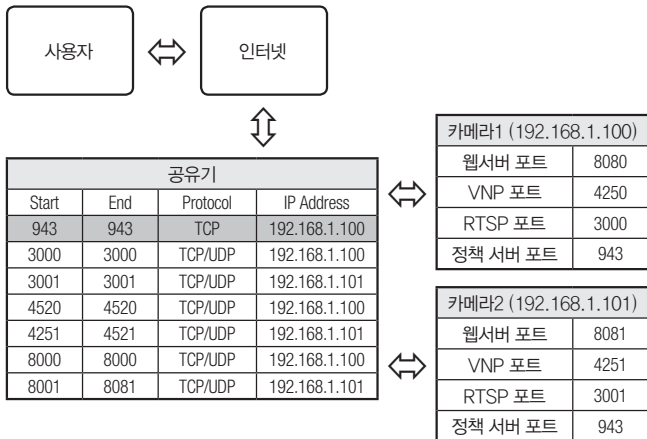 사용자
인터넷
공유기
Start End Protocol IP Address
943 943 TCP 192.168.1.100
3000 3000 TCP/UDP 192.168.1.100
3001 3001 TCP/UDP 192.168.1.101
4520 4520 TCP/UDP 192.168.1.100
4251 4521 TCP/UDP 192.168.1.101
8000 8000 TCP/UDP 192.168.1.100
8001 8081 TCP/UDP 192.168.1.101
카메라1 (192.168.1.100)
웹서버 포트 8080
VNP 포트 4250
RTSP 포트 3000
정책 서버 포트 943
카메라2 (192.168.1.101)
웹서버 포트 8081
VNP 포트 4251
RTSP 포트 3001
정책 서버 포트 943